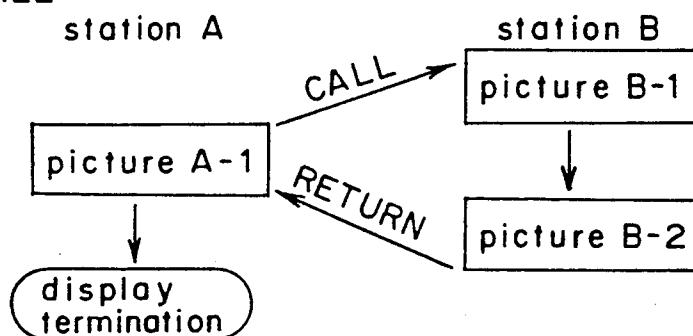 station A
station B
CALL
picture B-1
picture A-1
RETURN
picture B-2
display
termination